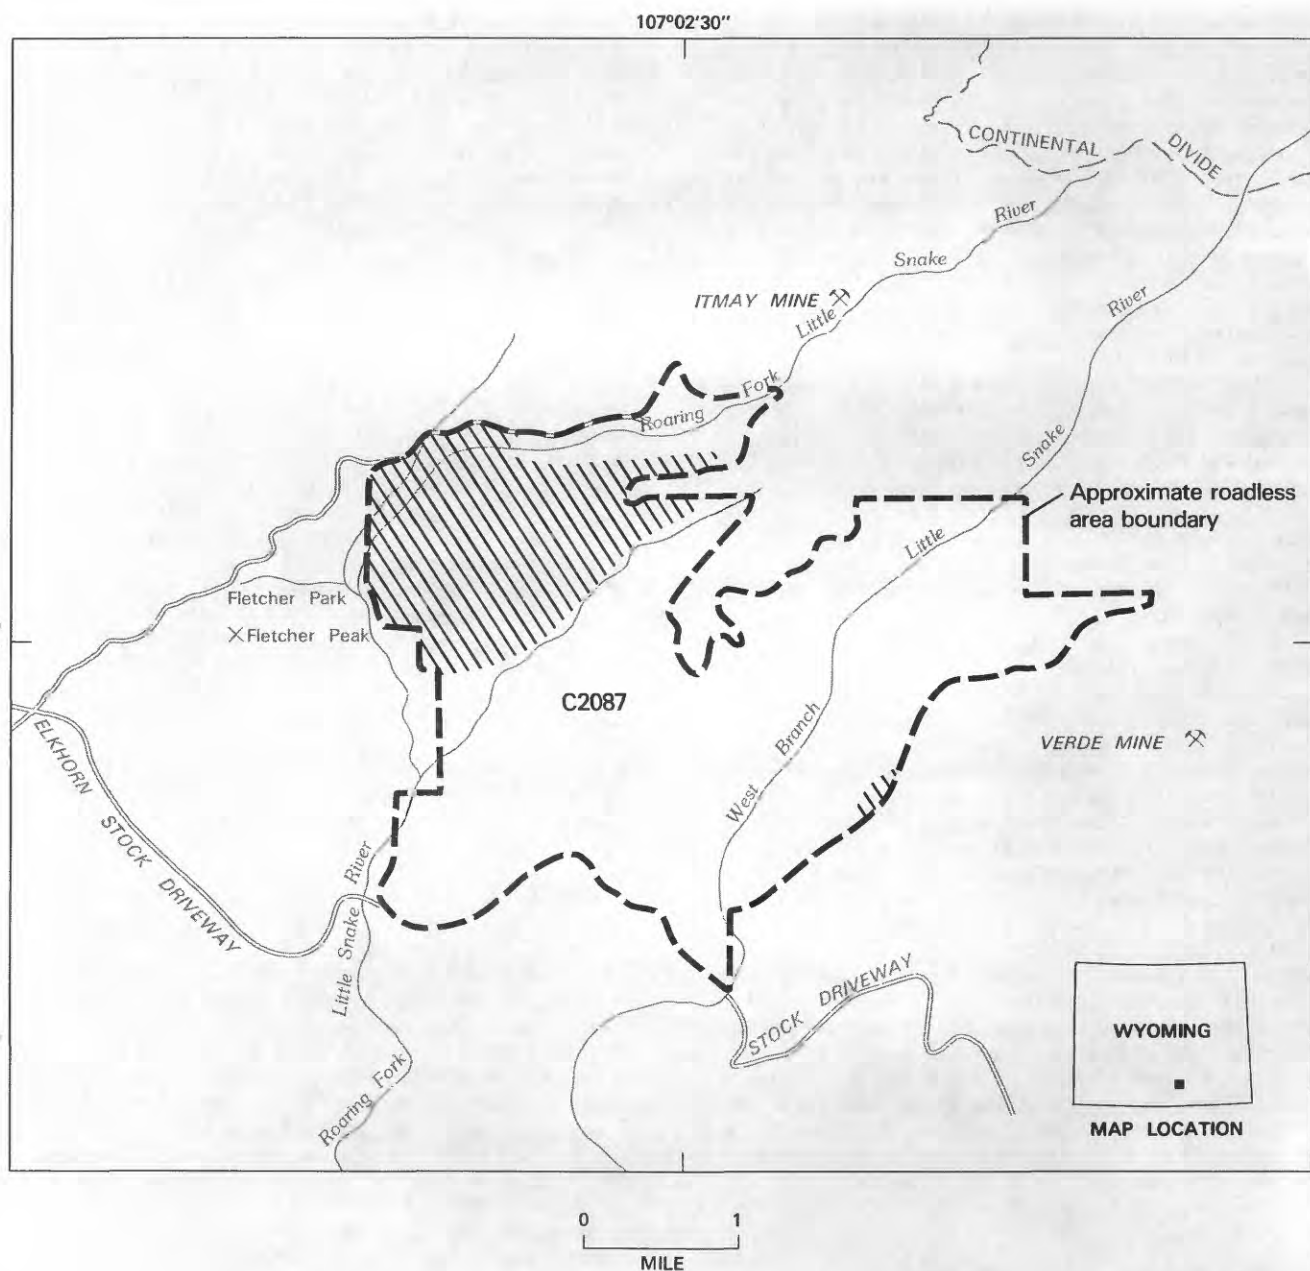 107°02'30"
CONTINENTAL DIVIDE
River
Snake
Little
ITMAY MINE
Fork
Roaring
River
Snake
Little
Approximate roadless
area boundary
Fletcher Park
Fletcher Peak
C2087
Branch
West
VERDE MINE
ELKHORN STOCK DRIVEWAY
River
Little Snake
Roaring Fork
STOCK DRIVEWAY
WYOMING
MAP LOCATION
0 1
MILE